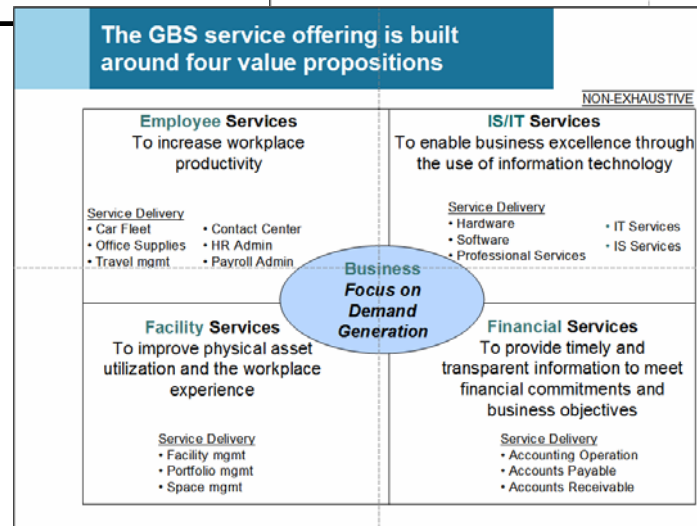 The GBS service offering is built
around four value propositions
NON-EXHAUSTIVE
Employee Services
To increase workplace
productivity
Service Delivery
• Car Fleet
• Office Supplies
• Travel mgmt
• Contact Center
• HR Admin
• Payroll Admin
IS/IT Services
To enable business excellence through
the use of information technology
Service Delivery
• Hardware
• Software
• Professional Services
• IT Services
• IS Services
Business
Focus on
Demand
Generation
Facility Services
To improve physical asset
utilization and the workplace
experience
Service Delivery
• Facility mgmt
• Portfolio mgmt
• Space mgmt
Financial Services
To provide timely and
transparent information to meet
financial commitments and
business objectives
Service Delivery
• Accounting Operation
• Accounts Payable
• Accounts Receivable